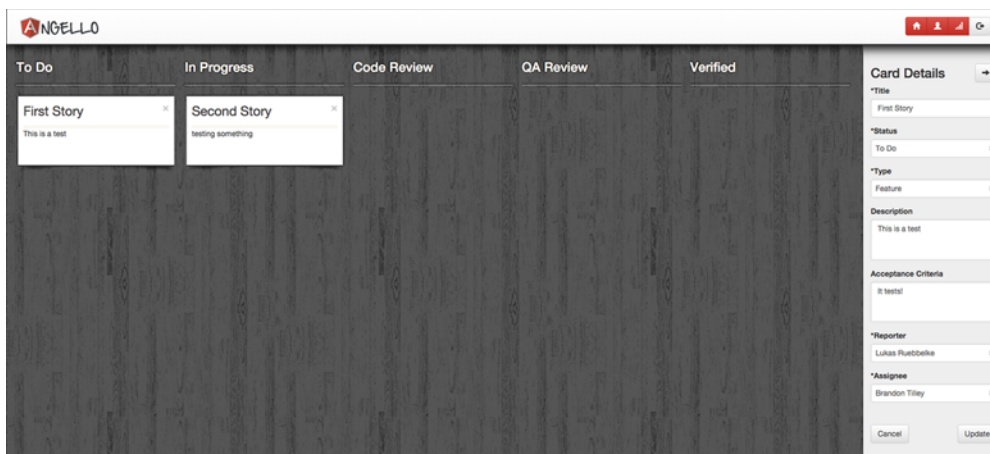 ANGELLO
To Do
In Progress
Code Review
QA Review
Verified
First Story
×
This is a test
Second Story
×
testing something
Card Details
*Title
First Story
*Status
To Do
*Type
Feature
Description
This is a test
Acceptance Criteria
It tests!
*Reporter
Lukas Ruebbelke
*Assignee
Brandon Tilley
Cancel
Update